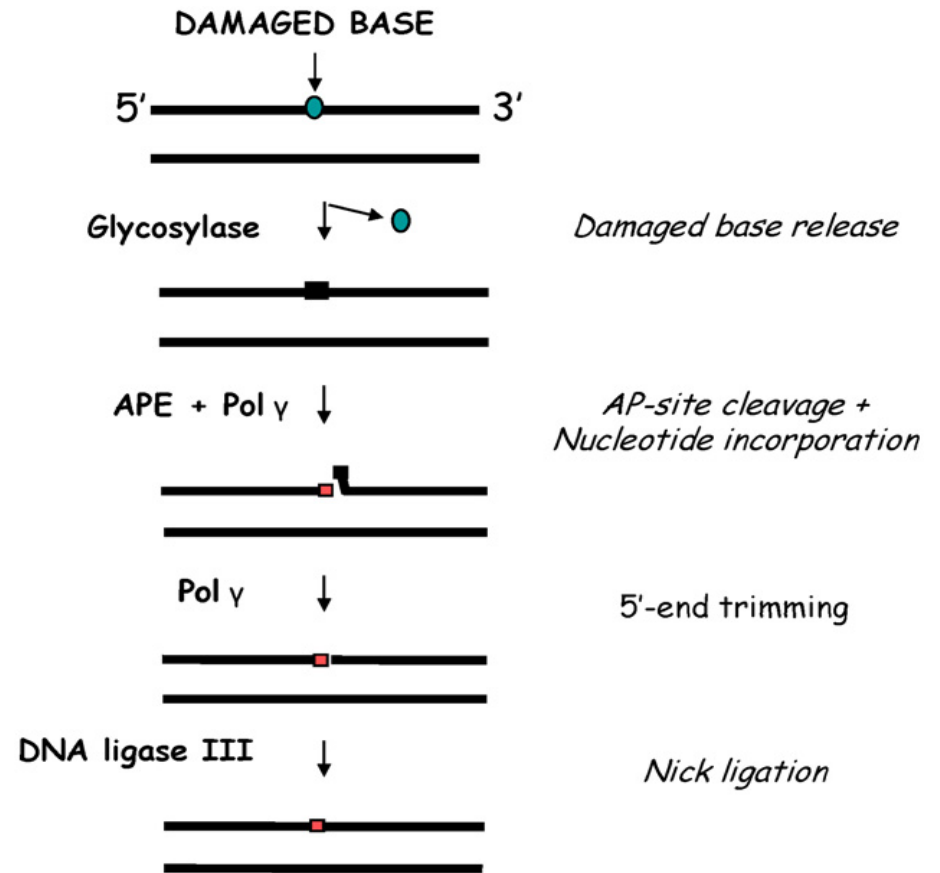 DAMAGED BASE
5’ 3’
Glycosylase
Damaged base release
APE + Pol γ
AP-site cleavage +
Nucleotide incorporation
Pol γ
5’-end trimming
DNA ligase III
Nick ligation